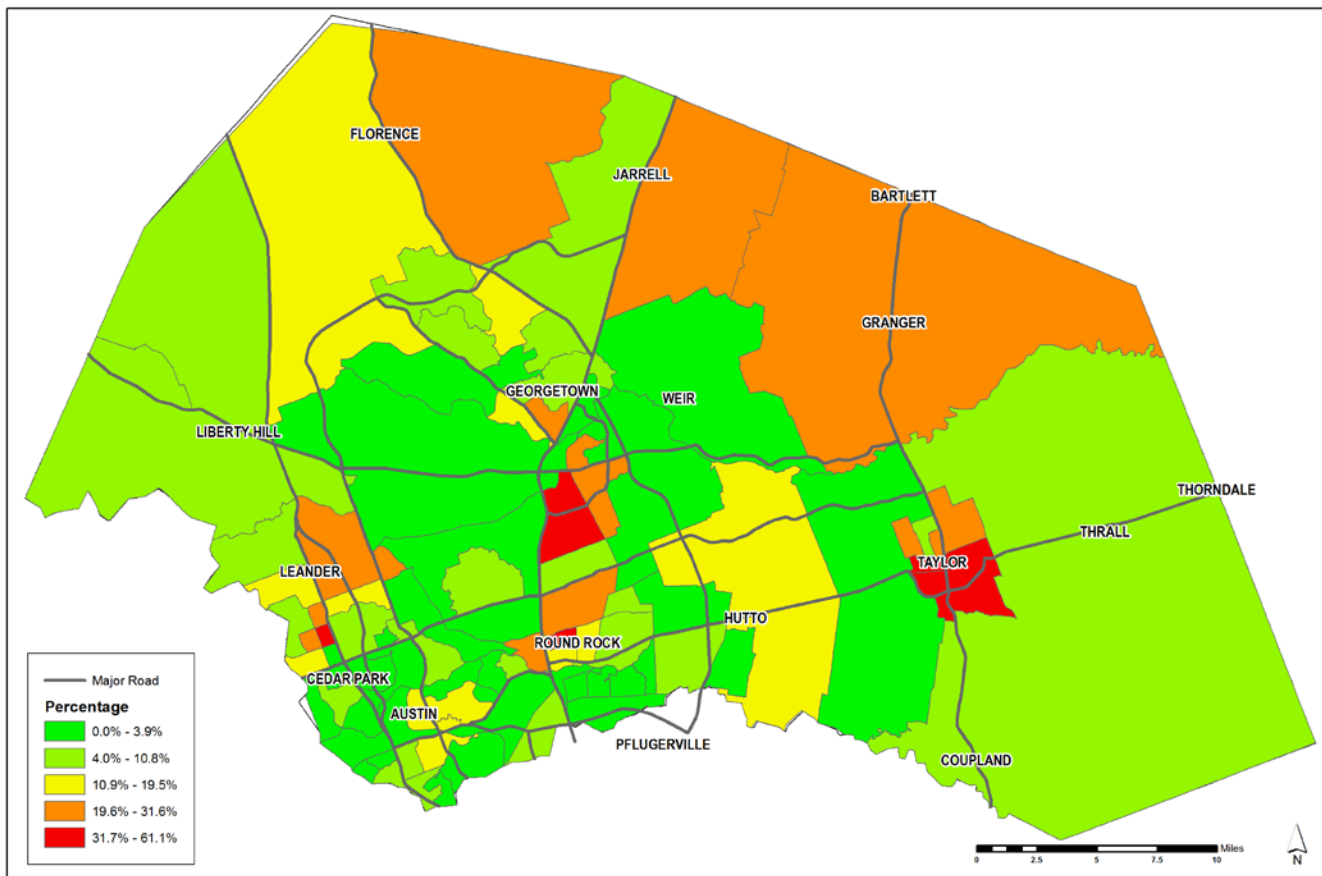 FLORENCE
JARRELL
BARTLETT
GRANGER
GEORGETOWN
WEIR
LIBERTY HILL
THORNDALE
THRALL
TAYLOR
LEANDER
HUTTO
ROUND ROCK
CEDAR PARK
AUSTIN
PFLUGERVILLE
COUPLAND
Major Road
Percentage
0.0% - 3.9%
4.0% - 10.8%
10.9% - 19.5%
19.6% - 31.6%
31.7% - 61.1%
Miles
0 2.5 5 7.5 10
N